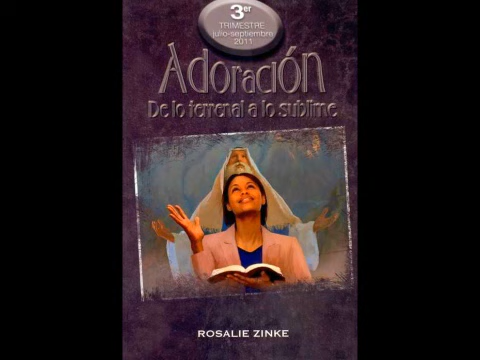 3er
TRIMESTRE
julio-septiembre
2011
Adoración
De lo terrenal a lo sublime
ROSALIE ZINKE